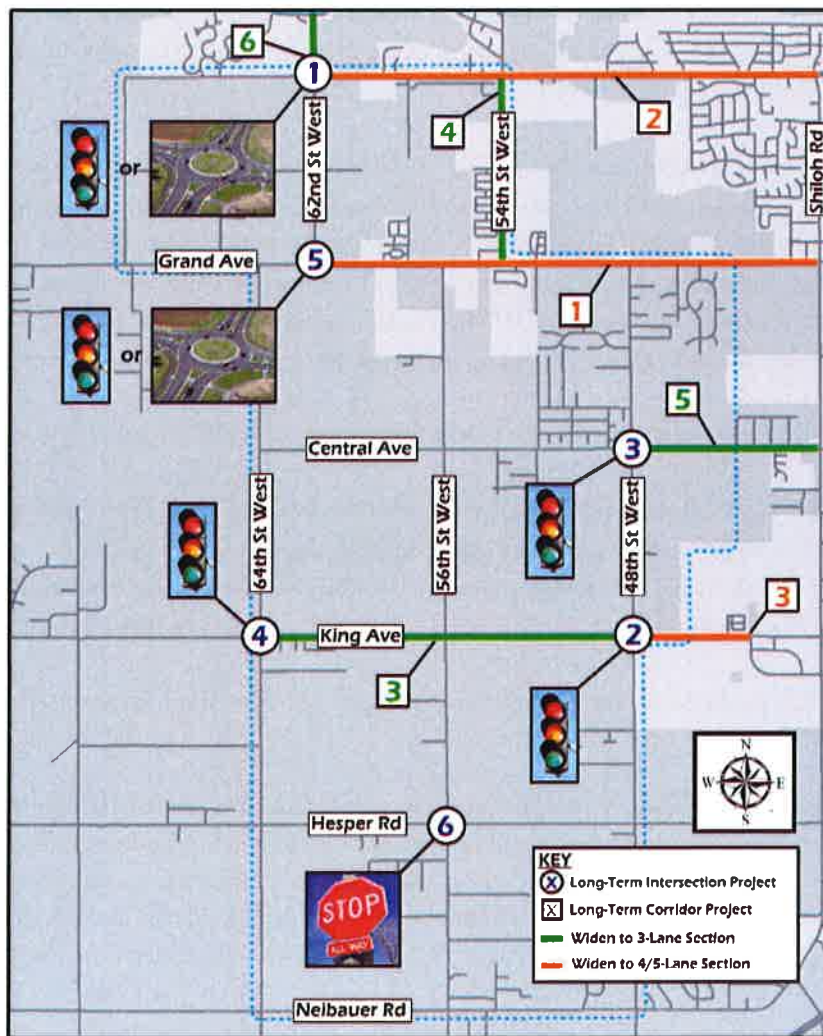 6
1
4
2
62nd St West
54th St West
Shiloh Rd
or
Grand Ave
5
1
or
5
Central Ave
3
64th St West
56th St West
48th St West
3
4
King Ave
2
3
N
W E
S
Hesper Rd
6
STOP
ALL WAY
KEY
X Long-Term Intersection Project
X Long-Term Corridor Project
Widen to 3-Lane Section
Widen to 4/5-Lane Section
Neibauer Rd